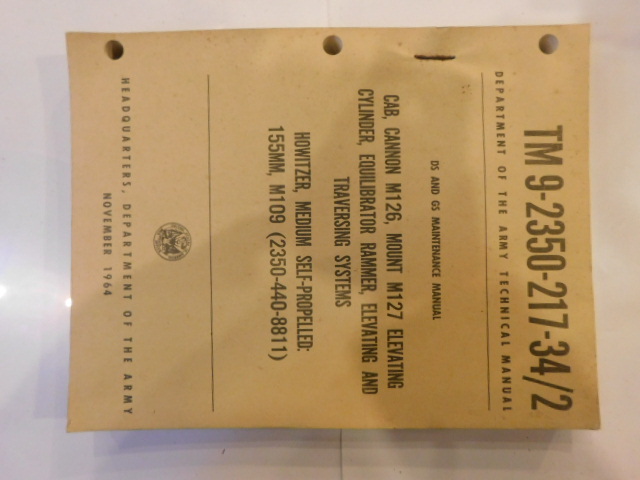 TM 9-2350-217-34/2
DEPARTMENT OF THE ARMY TECHNICAL MANUAL
DS AND GS MAINTENANCE MANUAL
CAB, CANNON M126, MOUNT M127 ELEVATING
CYLINDER, EQUILIBRATOR RAMMER, ELEVATING AND
TRAVERSING SYSTEMS
HOWITZER, MEDIUM SELF-PROPELLED:
155MM, M109 (2350-440-8811)
HEADQUARTERS, DEPARTMENT OF THE ARMY
NOVEMBER 1964